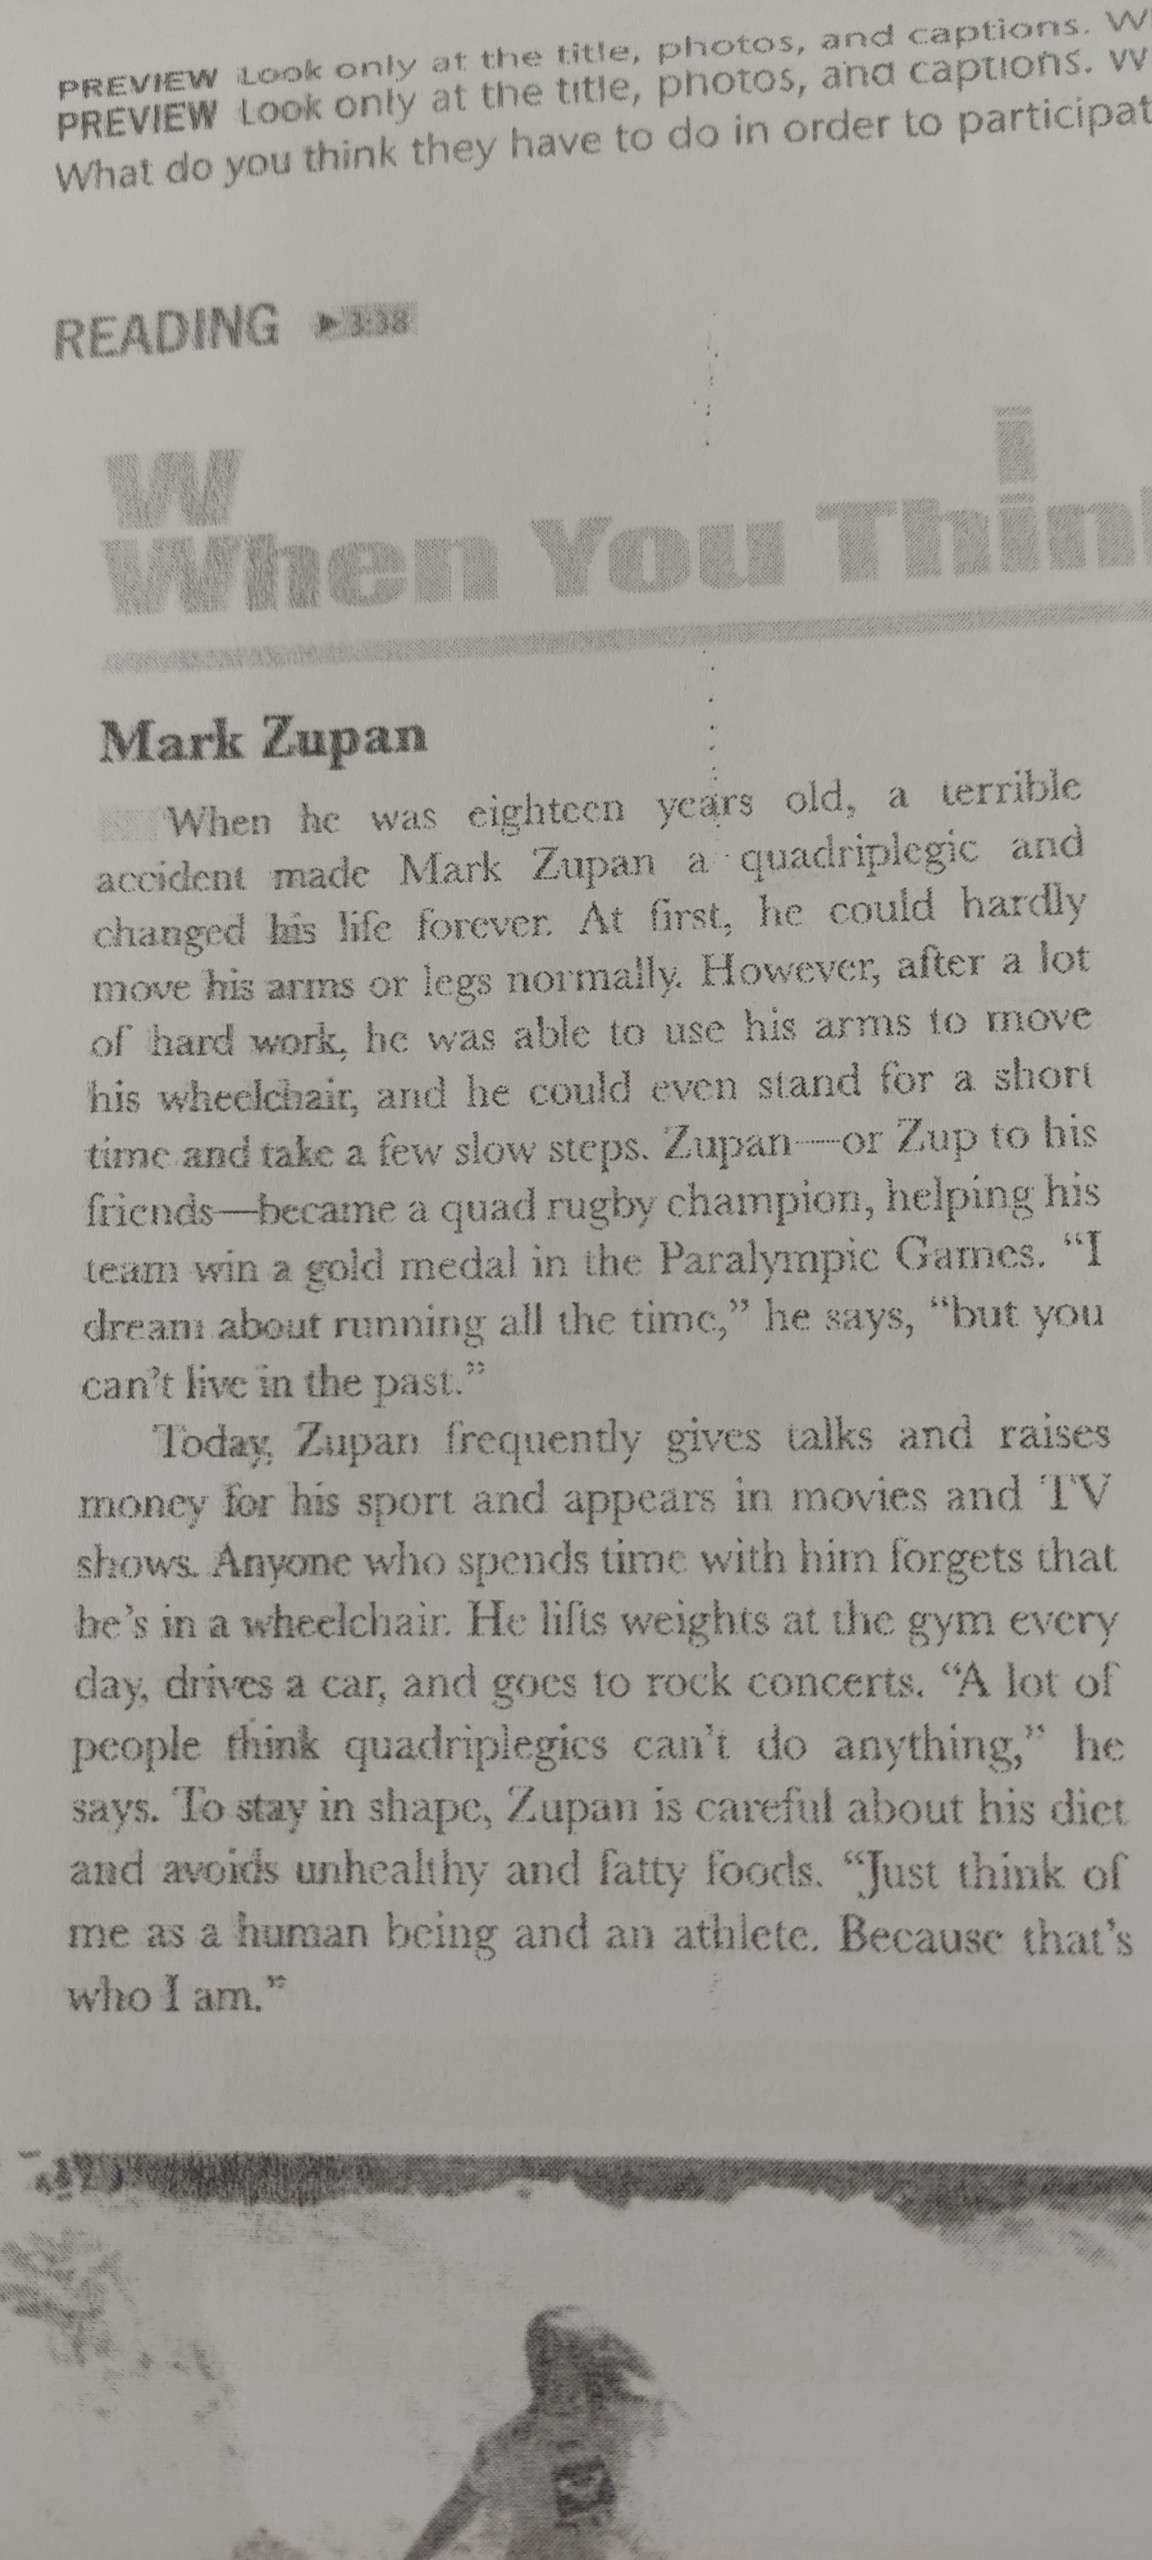 PREVIEW Look only at the title, photos, and captions.
PREVIEW Look only at the title, photos, and captions.
What do you think they have to do in order to participat
READING ▶3:38
W i
When You Think
Mark Zupan
When he was eighteen years old, a terrible
accident made Mark Zupan a quadriplegic and
changed his life forever. At first, he could hardly
move his arms or legs normally. However, after a lot
of hard work, he was able to use his arms to move
his wheelchair, and he could even stand for a short
time and take a few slow steps. Zupan—or Zup to his
friends—became a quad rugby champion, helping his
team win a gold medal in the Paralympic Games. “I
dream about running all the time,” he says, “but you
can’t live in the past.”
Today, Zupan frequently gives talks and raises
money for his sport and appears in movies and TV
shows. Anyone who spends time with him forgets that
he’s in a wheelchair. He lifts weights at the gym every
day, drives a car, and goes to rock concerts. “A lot of
people think quadriplegics can’t do anything,” he
says. To stay in shape, Zupan is careful about his diet
and avoids unhealthy and fatty foods. “Just think of
me as a human being and an athlete. Because that’s
who I am.”